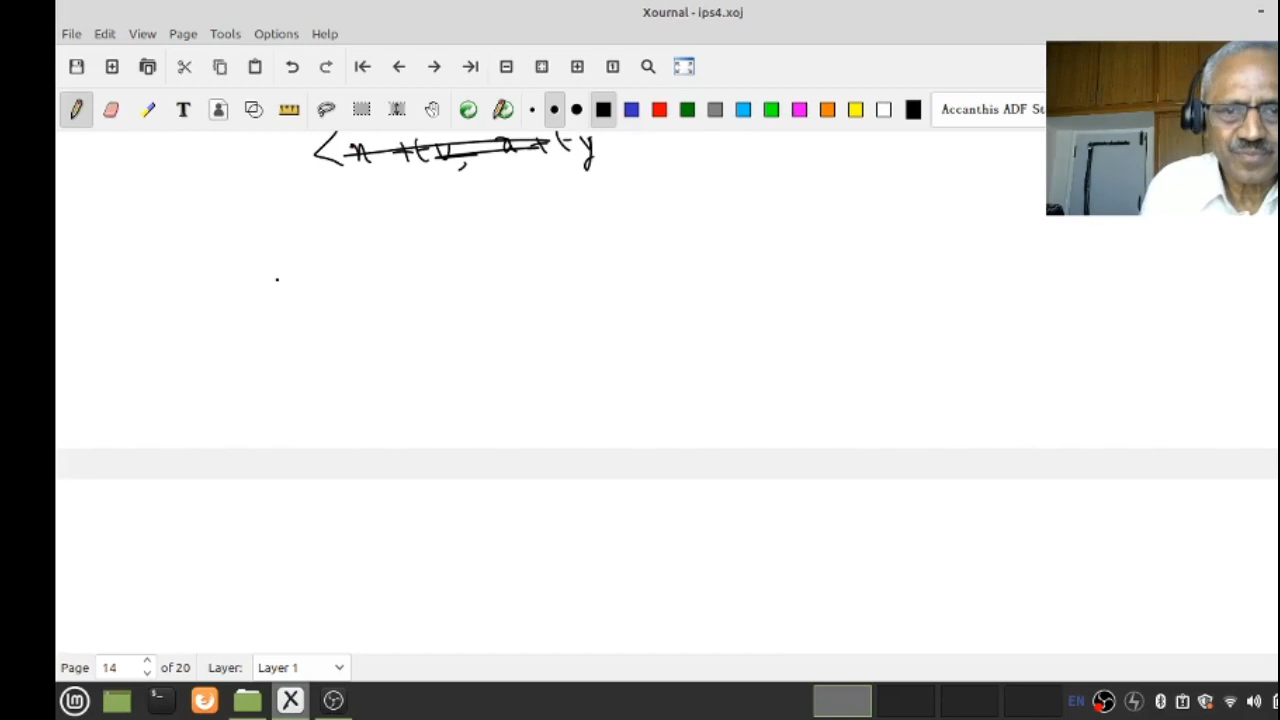 Xournal - ips4.xoj
File Edit View Page Tools Options Help
Accanthis ADF St
Page 14 of 20 Layer: Layer 1
EN